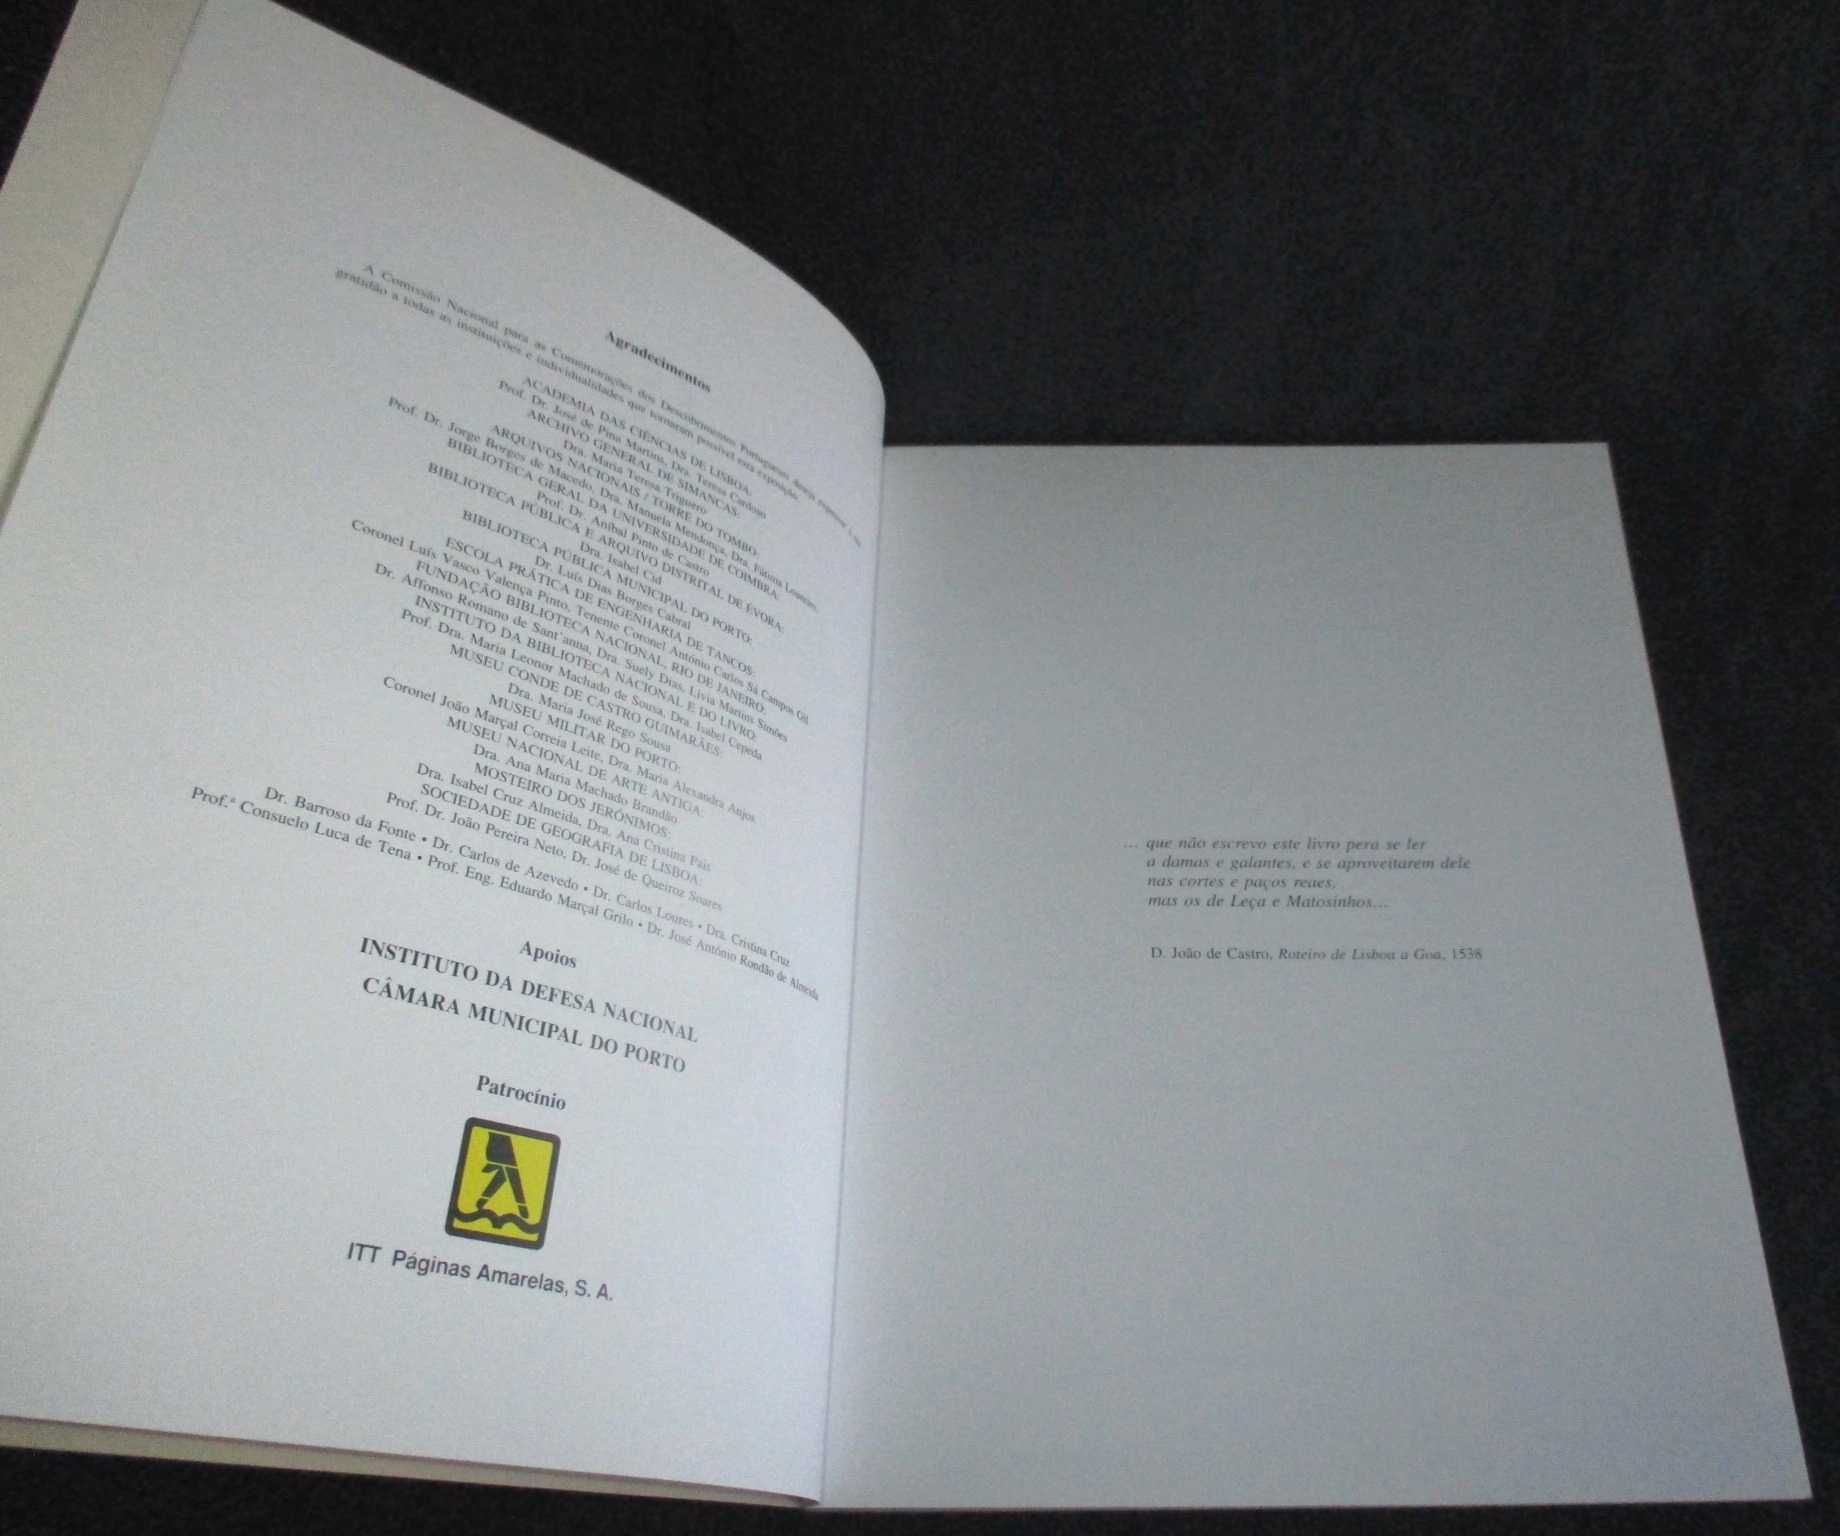 Agradecimentos
A Comissão Nacional para as Comemorações dos Descobrimentos Portugueses deseja expressar a sua
gratidão a todas as instituições e individualidades que tornaram possível esta exposição.
ACADEMIA DAS CIÊNCIAS DE LISBOA:
Prof. Dr. José de Pina Martins, Dra. Teresa Cardoso
ARCHIVO GENERAL DE SIMANCAS:
Dra. Maria Teresa Triguero
ARQUIVOS NACIONAIS / TORRE DO TOMBO:
Prof. Dr. Jorge Borges de Macedo, Dra. Manuela Mendonça, Dra. Fátima Loureiro
BIBLIOTECA GERAL DA UNIVERSIDADE DE COIMBRA:
Prof. Dr. Aníbal Pinto de Castro
BIBLIOTECA PÚBLICA E ARQUIVO DISTRITAL DE ÉVORA:
Dra. Isabel Cid
BIBLIOTECA PÚBLICA MUNICIPAL DO PORTO:
Dr. Luís Dias Borges Cabral
ESCOLA PRÁTICA DE ENGENHARIA DE TANCOS:
Coronel Luís Vasco Valença Pinto, Tenente Coronel António Carlos Sá Campos Gil
FUNDAÇÃO BIBLIOTECA NACIONAL, RIO DE JANEIRO:
Dr. Affonso Romano de Sant'anna, Dra. Suely Dias, Livia Martins Simões
INSTITUTO DA BIBLIOTECA NACIONAL E DO LIVRO:
Prof. Dra. Maria Leonor Machado de Sousa, Dra. Isabel Cepeda
MUSEU CONDE DE CASTRO GUIMARÃES:
Dra. Maria José Rego Sousa
MUSEU MILITAR DO PORTO:
Coronel João Marçal Correia Leite, Dra. Maria Alexandra Anjos
MUSEU NACIONAL DE ARTE ANTIGA:
Dra. Ana Maria Machado Brandão
MOSTEIRO DOS JERÓNIMOS:
Dra. Isabel Cruz Almeida, Dra. Ana Cristina Pais
SOCIEDADE DE GEOGRAFIA DE LISBOA:
Prof. Dr. João Pereira Neto, Dr. José de Queiroz Soares
Dr. Barroso da Fonte • Dr. Carlos de Azevedo • Dr. Carlos Loures • Dra. Cristina Cruz
Prof.ª Consuelo Luca de Tena • Prof. Eng. Eduardo Marçal Grilo • Dr. José António Rondão de Almeida
Apoios
INSTITUTO DA DEFESA NACIONAL
CÂMARA MUNICIPAL DO PORTO
Patrocínio
ITT Páginas Amarelas, S. A.
... que não escrevo este livro pera se ler
a damas e galantes, e se aproveitarem dele
nas cortes e paços reaes,
mas os de Leça e Matosinhos...
D. João de Castro, Roteiro de Lisboa a Goa, 1538